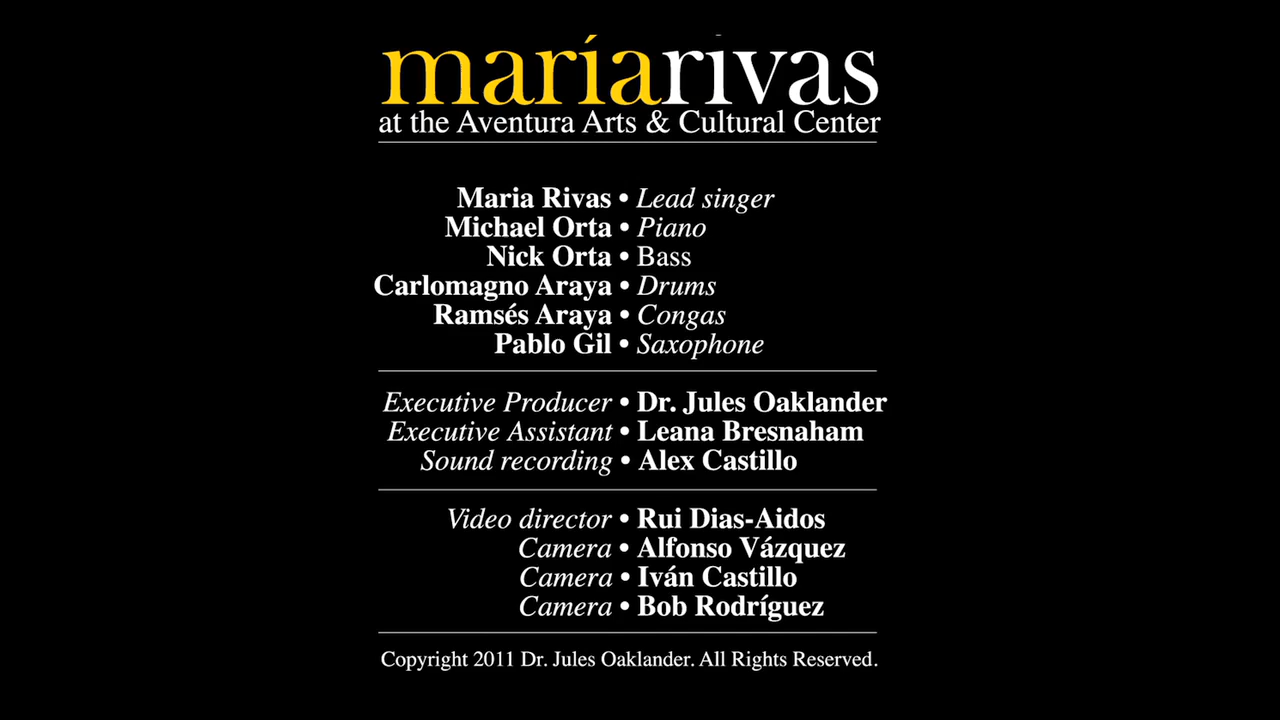 maríarivas
at the Aventura Arts & Cultural Center
Maria Rivas • Lead singer
Michael Orta • Piano
Nick Orta • Bass
Carlomagno Araya • Drums
Ramsés Araya • Congas
Pablo Gil • Saxophone
Executive Producer • Dr. Jules Oaklander
Executive Assistant • Leana Bresnaham
Sound recording • Alex Castillo
Video director • Rui Dias-Aidos
Camera • Alfonso Vázquez
Camera • Iván Castillo
Camera • Bob Rodríguez
Copyright 2011 Dr. Jules Oaklander. All Rights Reserved.